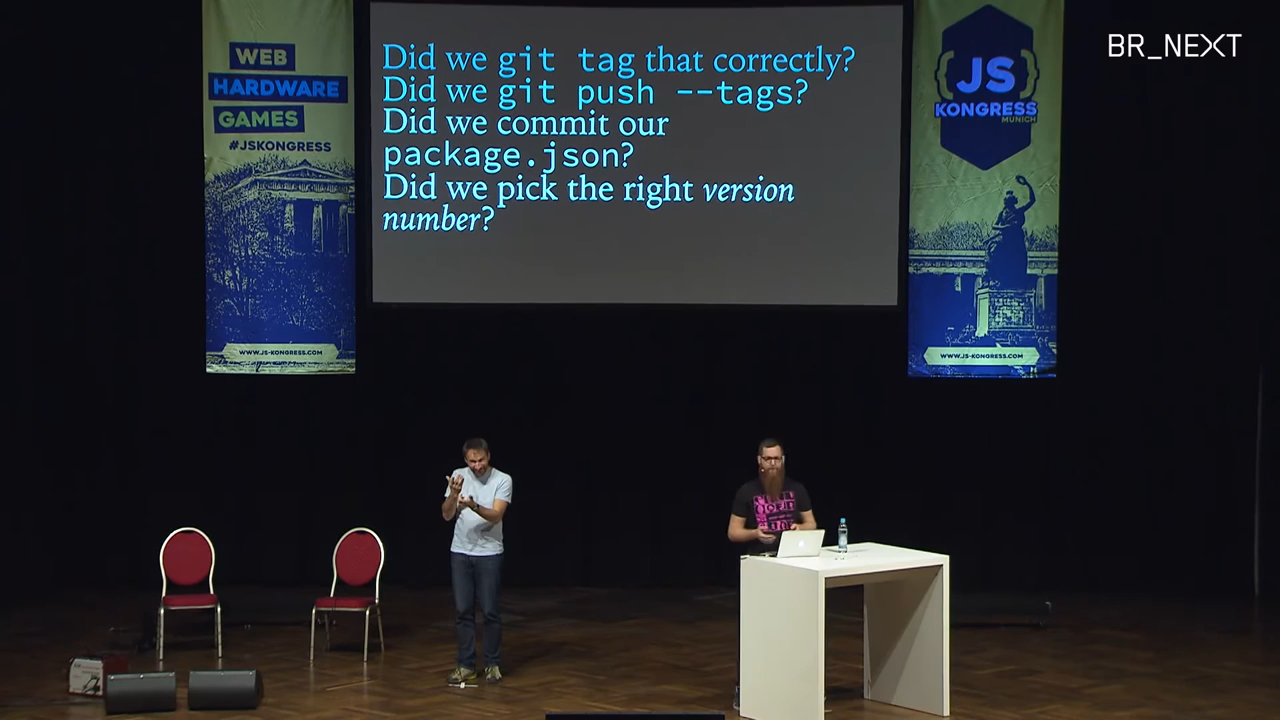 WEB
HARDWARE
GAMES
#JSKONGRESS
WWW.JS-KONGRESS.COM
Did we git tag that correctly?
Did we git push --tags?
Did we commit our
package.json?
Did we pick the right version
number?
{JS}
KONGRESS
MUNICH
WWW.JS-KONGRESS.COM
BR_NEXT